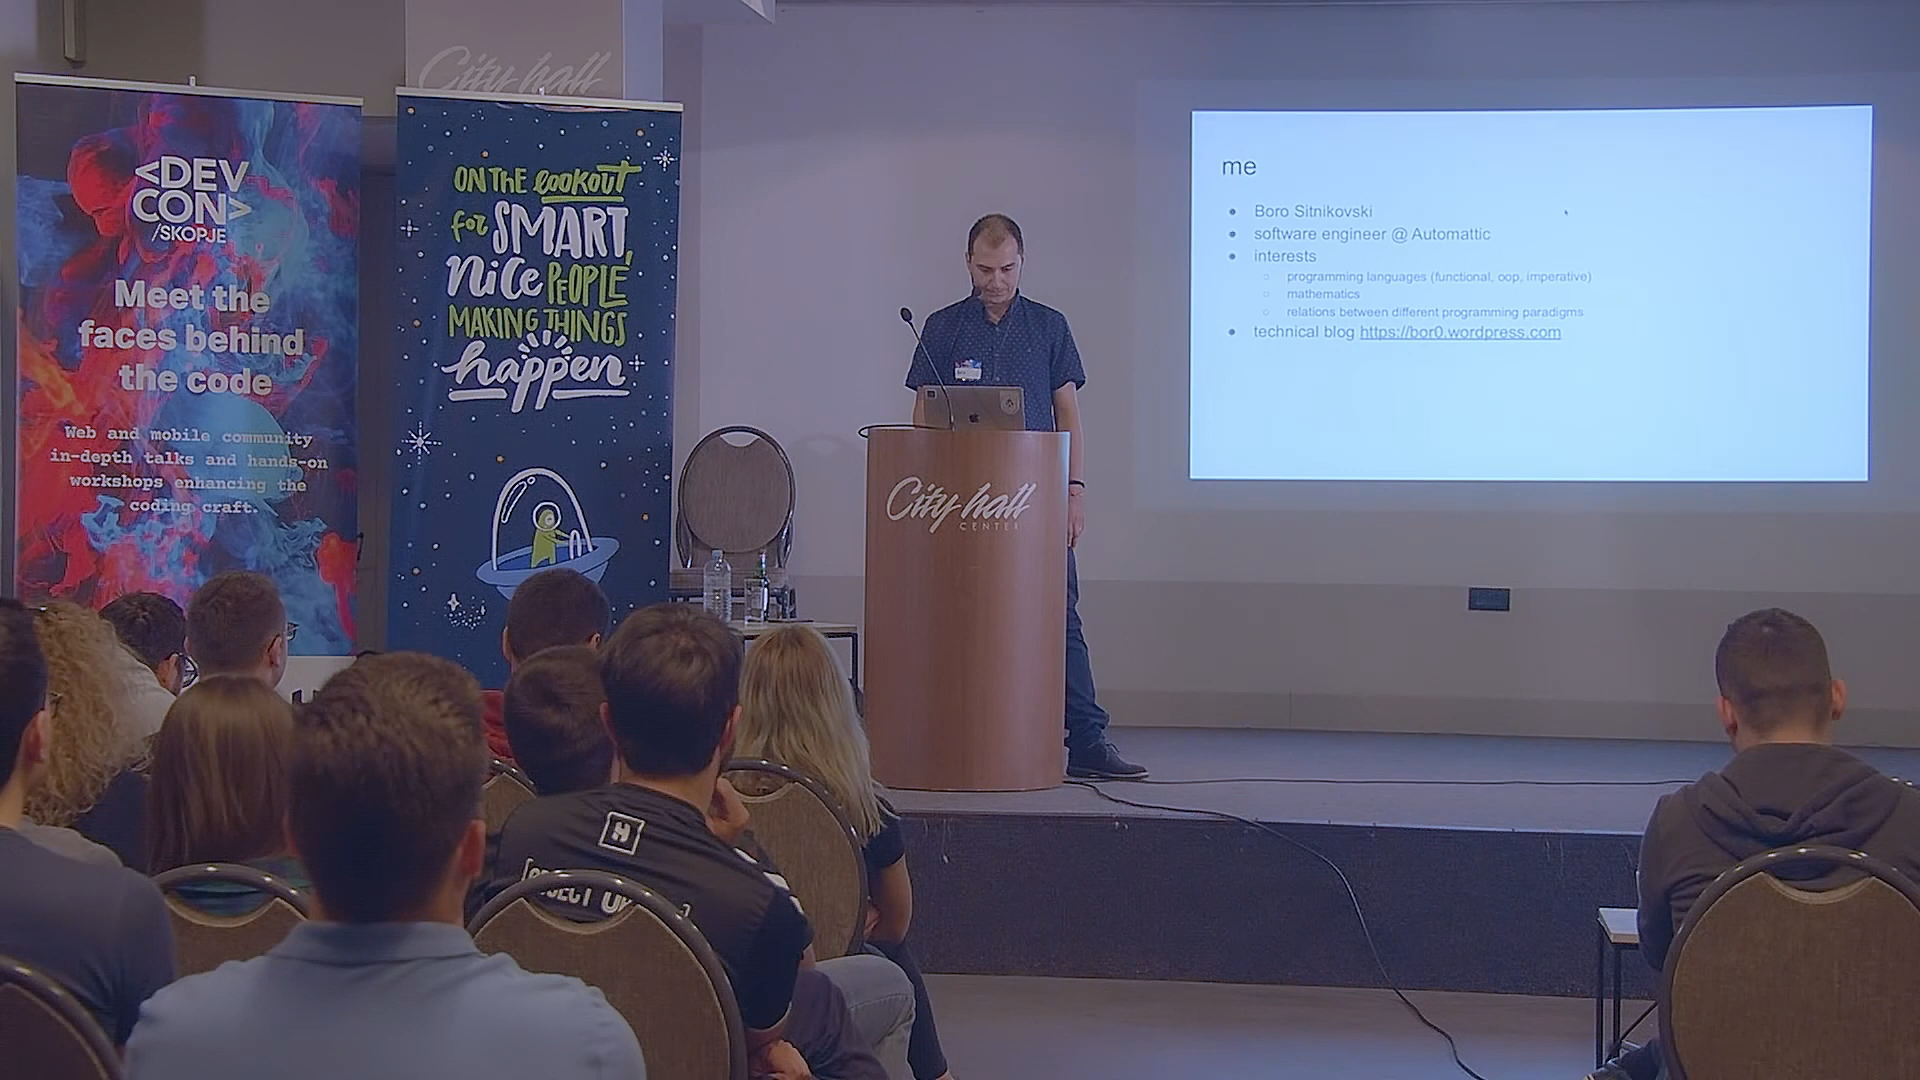 City hall
<DEV
CON>
/SKOPJE
Meet the
faces behind
the code
Web and mobile community
in-depth talks and hands-on
workshops enhancing the
coding craft.
ON THE lookout
for SMART,
nice PEOPLE
MAKING THINGS
happen
City hall
CENTER
me
Boro Sitnikovski
software engineer @ Automattic
interests
programming languages (functional, oop, imperative)
mathematics
relations between different programming paradigms
technical blog https://bor0.wordpress.com
H